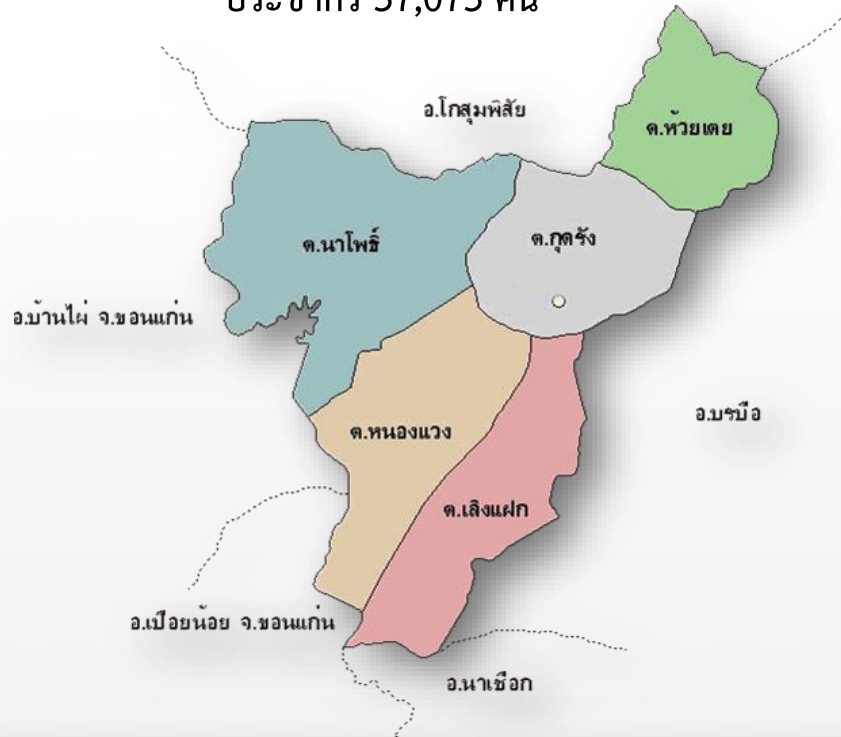 ประชากร 37,073 คน
อ.โกสุมพิสัย
ต.ห้วยเตย
ต.นาโพธิ์
ต.กุดรัง
อ.บ้านไผ่ จ.ขอนแก่น
อ.บรบือ
ต.หนองแวง
ต.เลิงแฝก
อ.เปือยน้อย จ.ขอนแก่น
อ.นาเชือก